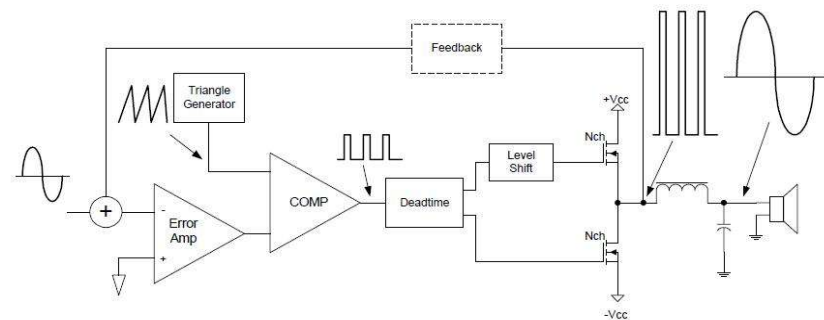 Feedback
Triangle
Generator
+Vcc
Nch
Level
Shift
COMP
Deadtime
+
-
Error
Amp
+
Nch
-Vcc